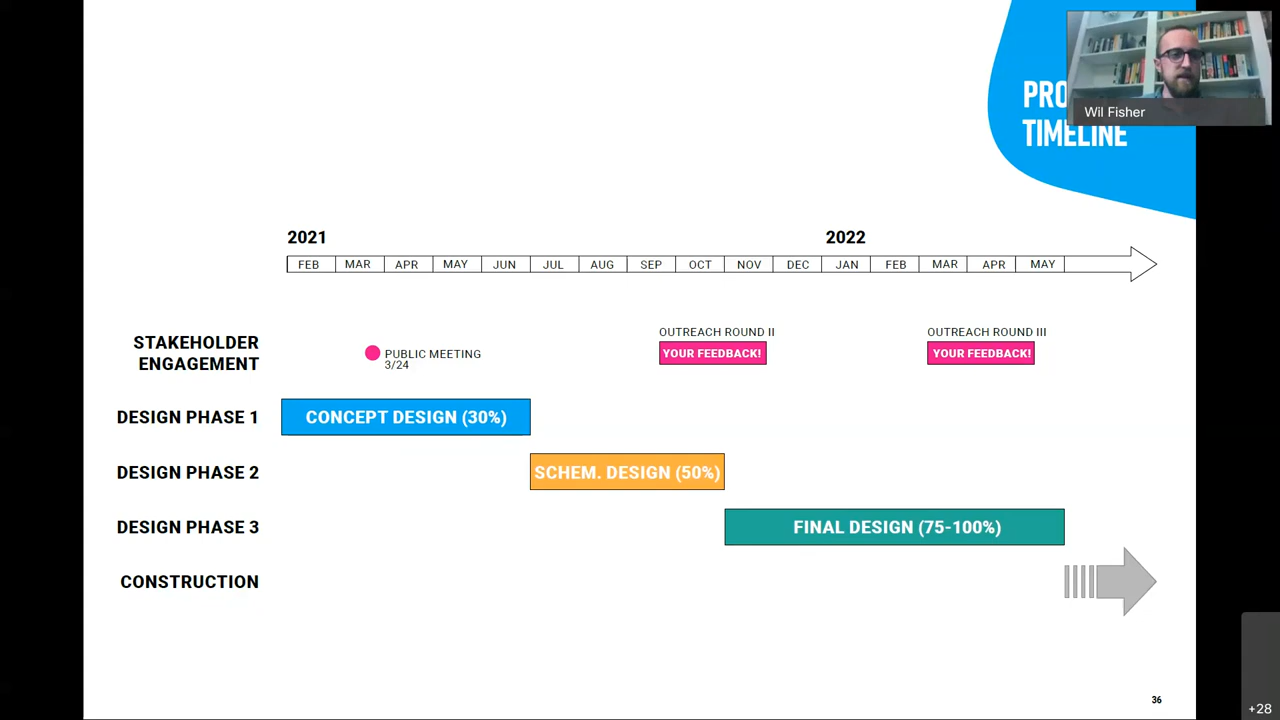 PRO
TIMELINE
Wil Fisher
2021
2022
FEB MAR APR MAY JUN JUL AUG SEP OCT NOV DEC JAN FEB MAR APR MAY
STAKEHOLDER
ENGAGEMENT
PUBLIC MEETING
3/24
OUTREACH ROUND II
YOUR FEEDBACK!
OUTREACH ROUND III
YOUR FEEDBACK!
DESIGN PHASE 1
CONCEPT DESIGN (30%)
DESIGN PHASE 2
SCHEM. DESIGN (50%)
DESIGN PHASE 3
FINAL DESIGN (75-100%)
CONSTRUCTION
36
+28